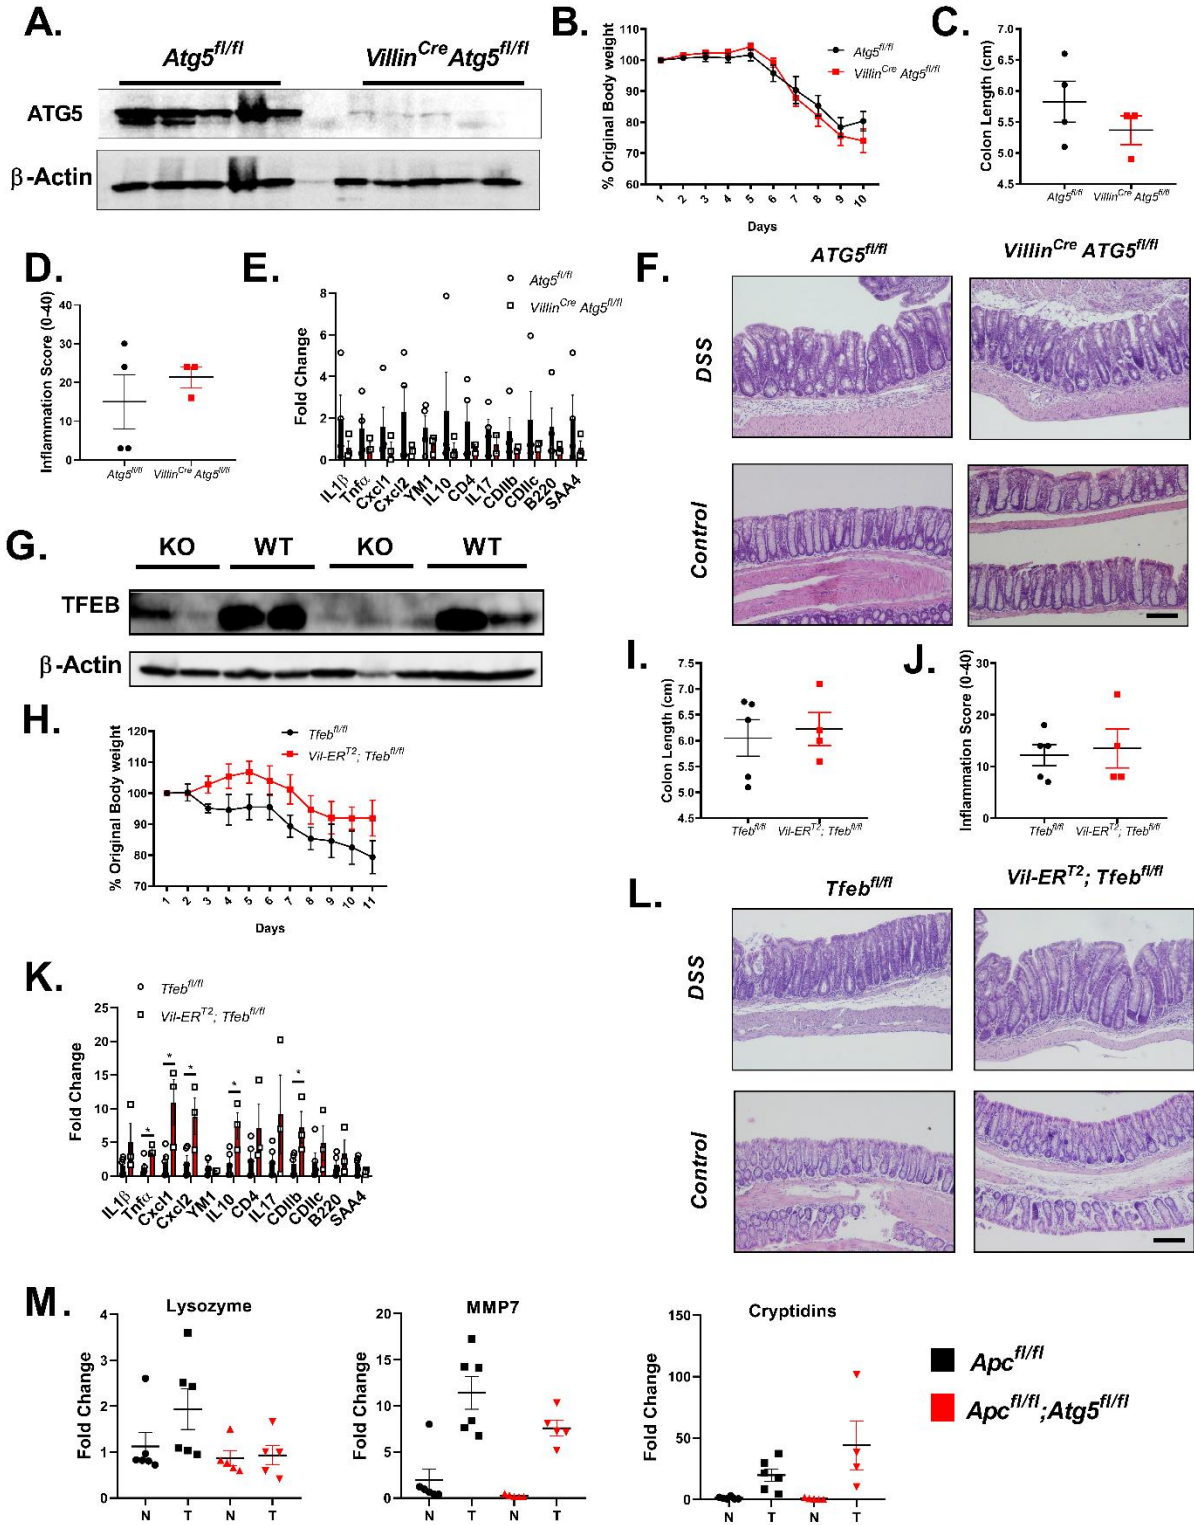 A.
Atg5fl/fl
VillinCre Atg5fl/fl
ATG5
β-Actin
B.
% Original Body weight
110
100
90
80
70
60
1 2 3 4 5 6 7 8 9 10
Days
Atg5fl/fl
VillinCre Atg5fl/fl
C.
Colon Length (cm)
7.0
6.5
6.0
5.5
5.0
4.5
Atg5fl/fl
VillinCre Atg5fl/fl
D.
Inflammation Score (0-40)
40
30
20
10
0
Atg5fl/fl
VillinCre Atg5fl/fl
E.
Atg5fl/fl
VillinCre Atg5fl/fl
Fold Change
8
6
4
2
0
IL1β Tnfα Cxcl1 Cxcl2 YM1 IL10 CD4 IL17 CDIIb CDIIc B220 SAA4
F.
ATG5fl/fl
VillinCre ATG5fl/fl
DSS
Control
G.
KO WT KO WT
TFEB
β-Actin
H.
% Original Body weight
120
110
100
90
80
70
1 2 3 4 5 6 7 8 9 10 11
Days
Tfebfl/fl
Vil-ERT2; Tfebfl/fl
I.
Colon Length (cm)
7.5
7.0
6.5
6.0
5.5
5.0
4.5
Tfebfl/fl
Vil-ERT2; Tfebfl/fl
J.
Inflammation Score (0-40)
30
20
10
0
Tfebfl/fl
Vil-ERT2; Tfebfl/fl
K.
Tfebfl/fl
Vil-ERT2; Tfebfl/fl
Fold Change
25
20
15
10
5
0
* * * * *
IL1β Tnfα Cxcl1 Cxcl2 YM1 IL10 CD4 IL17 CDIIb CDIIc B220 SAA4
L.
Tfebfl/fl
Vil-ERT2; Tfebfl/fl
DSS
Control
M.
Lysozyme
Fold Change
4
3
2
1
0
N T N T
MMP7
Fold Change
20
15
10
5
0
N T N T
Cryptidins
Fold Change
150
100
50
0
N T N T
Apcfl/fl
Apcfl/fl;Atg5fl/fl